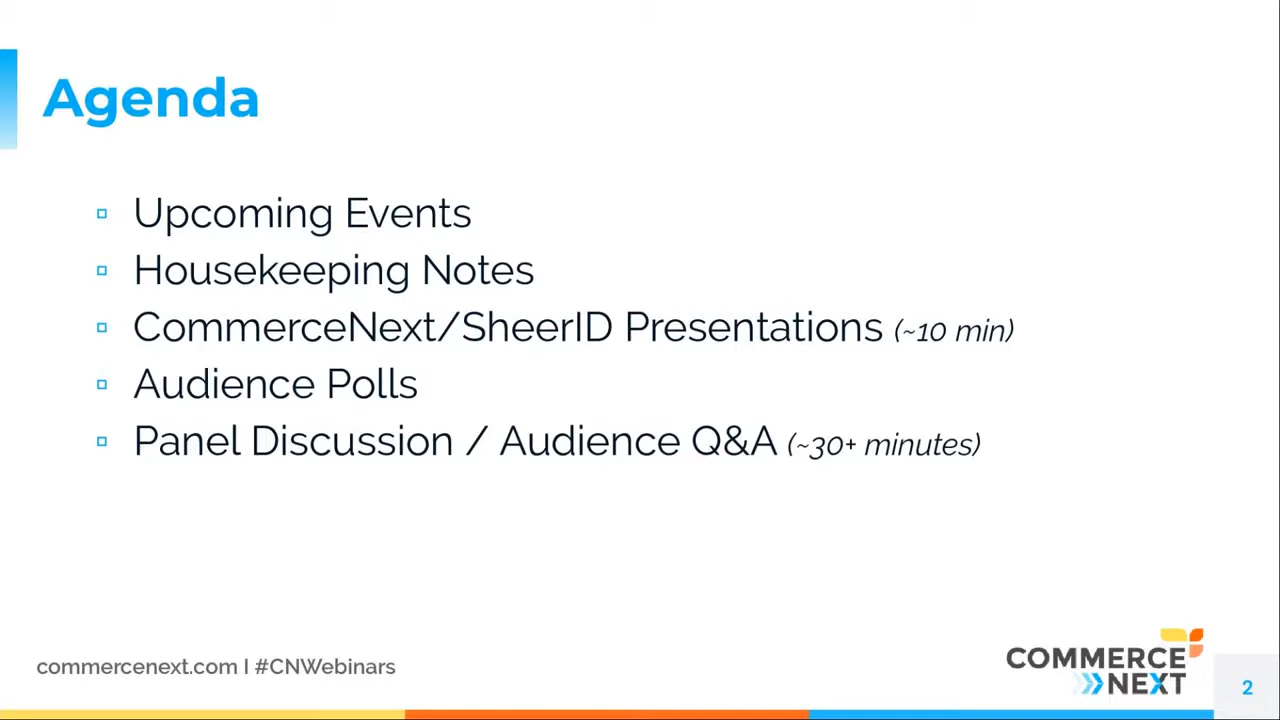 Agenda
Upcoming Events
Housekeeping Notes
CommerceNext/SheerID Presentations (~10 min)
Audience Polls
Panel Discussion / Audience Q&A (~30+ minutes)
commercenext.com I #CNWebinars
COMMERCE
NEXT
2